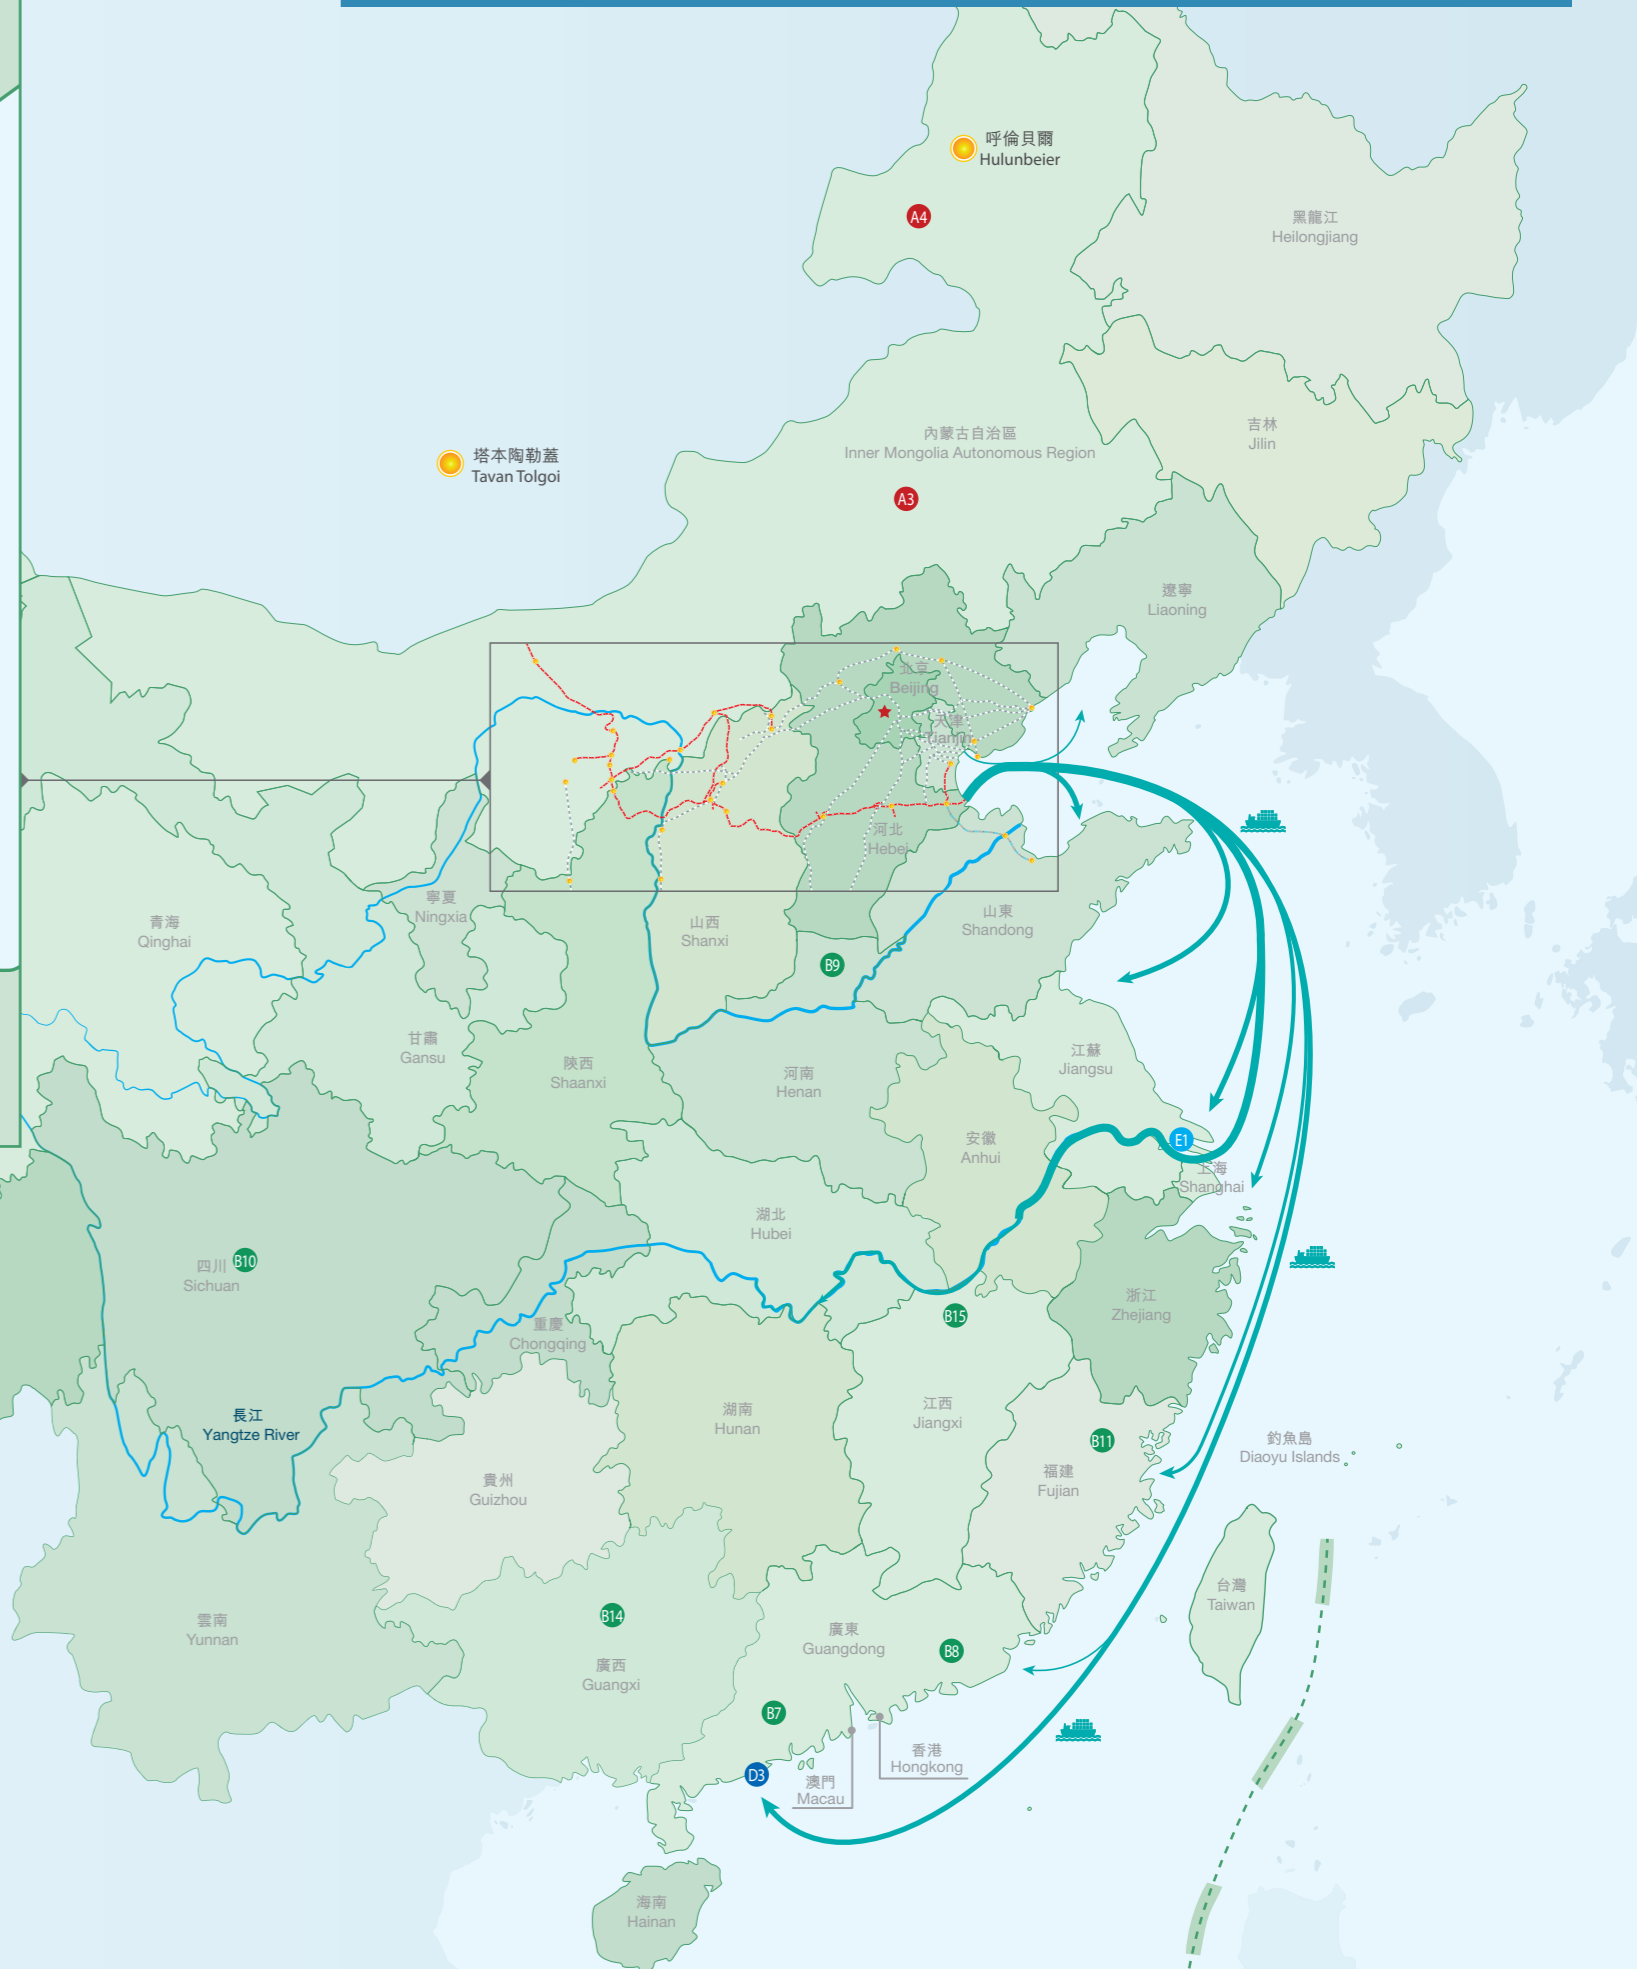 呼倫貝爾
Hulunbeier
A4
黑龍江
Heilongjiang
吉林
Jilin
內蒙古自治區
Inner Mongolia Autonomous Region
塔本陶勒蓋
Tavan Tolgoi
A3
遼寧
Liaoning
北京
Beijing
天津
Tianjin
河北
Hebei
寧夏
Ningxia
青海
Qinghai
山西
Shanxi
山東
Shandong
B9
甘肅
Gansu
陝西
Shaanxi
河南
Henan
江蘇
Jiangsu
安徽
Anhui
E1
上海
Shanghai
湖北
Hubei
四川
Sichuan
B10
重慶
Chongqing
B15
浙江
Zhejiang
長江
Yangtze River
湖南
Hunan
江西
Jiangxi
B11
福建
Fujian
釣魚島
Diaoyu Islands
貴州
Guizhou
台灣
Taiwan
雲南
Yunnan
B14
廣西
Guangxi
廣東
Guangdong
B8
B7
香港
Hongkong
D3
澳門
Macau
海南
Hainan